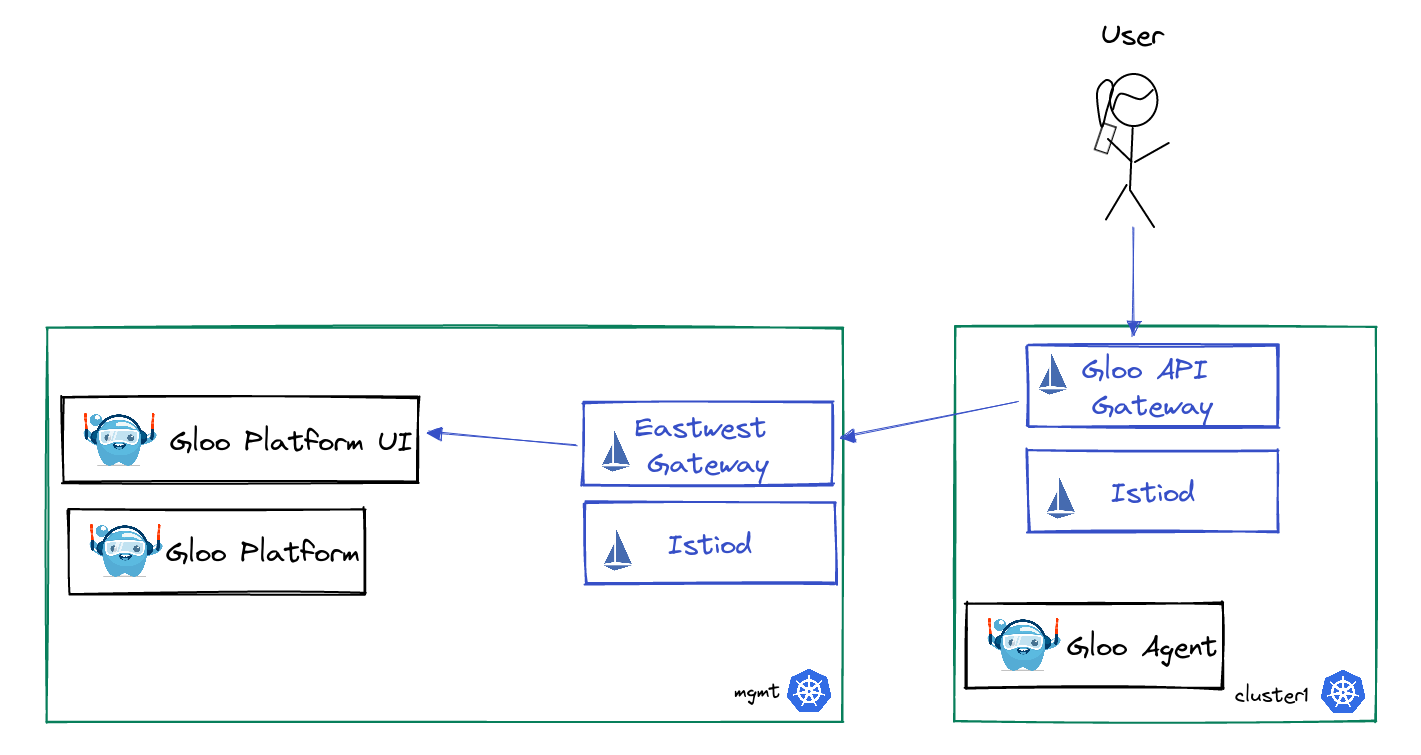 User
Gloo API
Gateway
Eastwest
Gateway
Gloo Platform UI
Istiod
Istiod
Gloo Platform
Gloo Agent
mgmt
cluster1